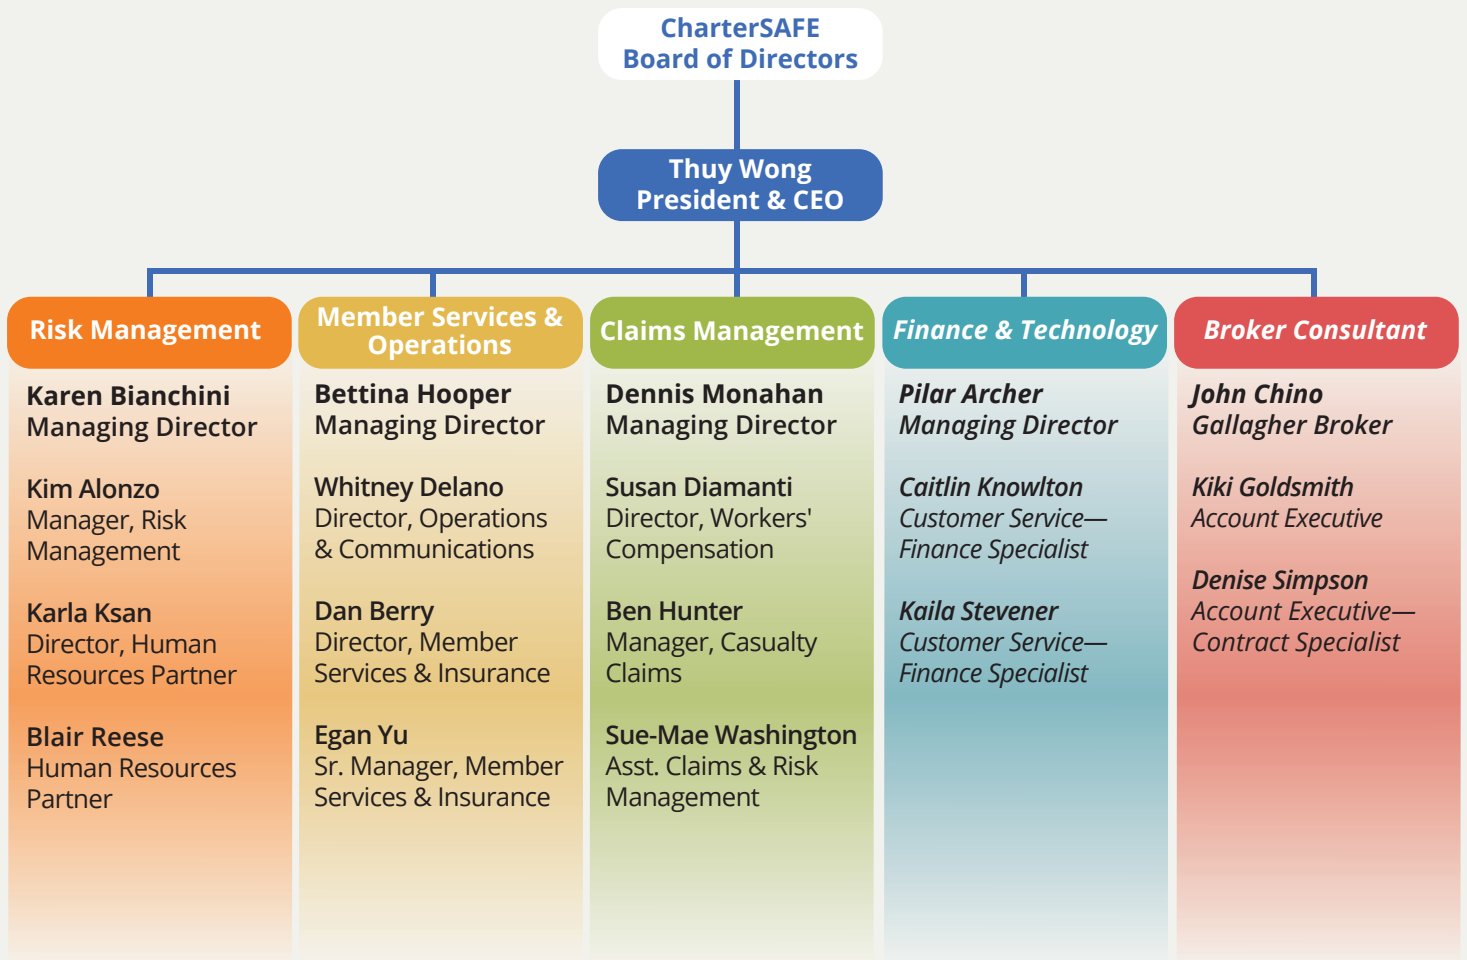 CharterSAFE
Board of Directors
Thuy Wong
President & CEO
Risk Management
Karen Bianchini
Managing Director
Kim Alonzo
Manager, Risk
Management
Karla Ksan
Director, Human
Resources Partner
Blair Reese
Human Resources
Partner
Member Services &
Operations
Bettina Hooper
Managing Director
Whitney Delano
Director, Operations
& Communications
Dan Berry
Director, Member
Services & Insurance
Egan Yu
Sr. Manager, Member
Services & Insurance
Claims Management
Dennis Monahan
Managing Director
Susan Diamanti
Director, Workers'
Compensation
Ben Hunter
Manager, Casualty
Claims
Sue-Mae Washington
Asst. Claims & Risk
Management
Finance & Technology
Pilar Archer
Managing Director
Caitlin Knowlton
Customer Service—
Finance Specialist
Kaila Stevener
Customer Service—
Finance Specialist
Broker Consultant
John Chino
Gallagher Broker
Kiki Goldsmith
Account Executive
Denise Simpson
Account Executive—
Contract Specialist